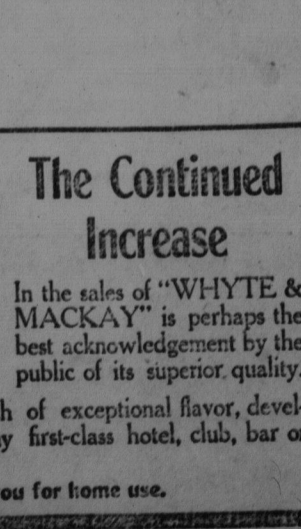 The Continued
Increase
In the sales of "WHYTE &
MACKAY" is perhaps the
best acknowledgement by the
public of its superior quality.
h of exceptional flavor, devel-
y first-class hotel, club, bar o
ou for home use.